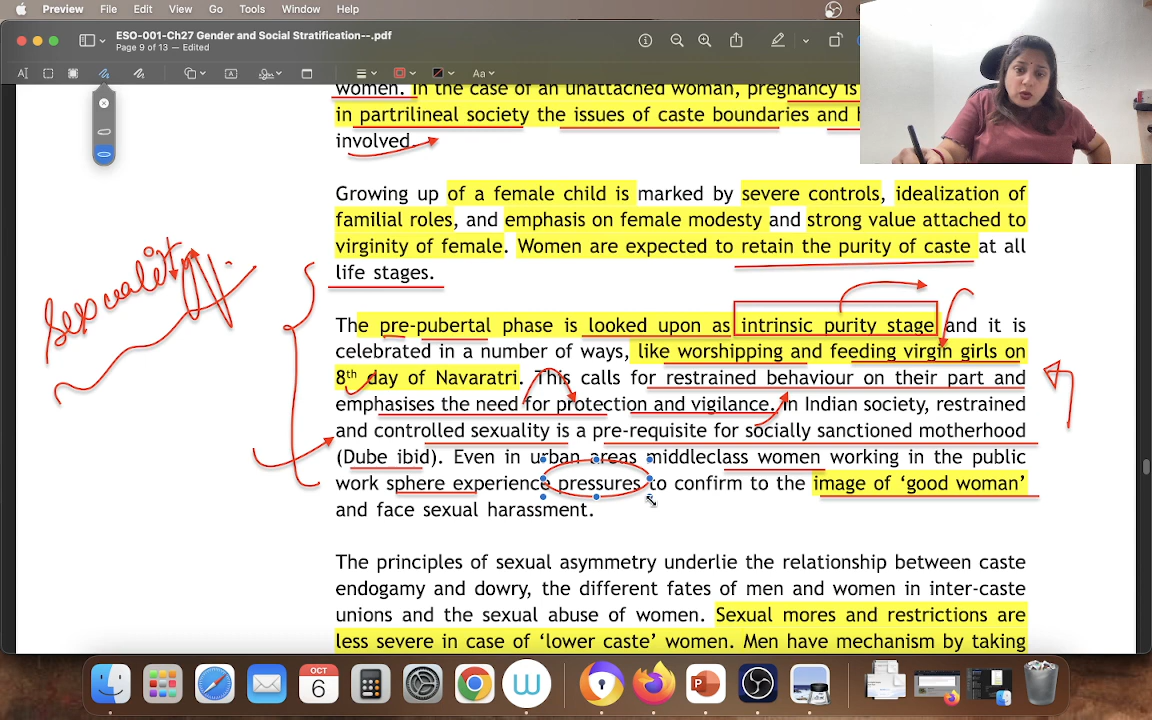 Preview File Edit View Go Tools Window Help
ESO-001-Ch27 Gender and Social Stratification--.pdf
Page 9 of 13 — Edited
Aa
women. In the case of an unattached woman, pregnancy is
in partrilineal society the issues of caste boundaries and
involved.
Growing up of a female child is marked by severe controls, idealization of
familial roles, and emphasis on female modesty and strong value attached to
virginity of female. Women are expected to retain the purity of caste at all
life stages.
sexuality
The pre-pubertal phase is looked upon as intrinsic purity stage and it is
celebrated in a number of ways, like worshipping and feeding virgin girls on
8th day of Navaratri. This calls for restrained behaviour on their part and
emphasises the need for protection and vigilance. In Indian society, restrained
and controlled sexuality is a pre-requisite for socially sanctioned motherhood
(Dube ibid). Even in urban areas middleclass women working in the public
work sphere experience pressures to confirm to the image of ‘good woman’
and face sexual harassment.
The principles of sexual asymmetry underlie the relationship between caste
endogamy and dowry, the different fates of men and women in inter-caste
unions and the sexual abuse of women. Sexual mores and restrictions are
less severe in case of ‘lower caste’ women. Men have mechanism by taking
OCT
6